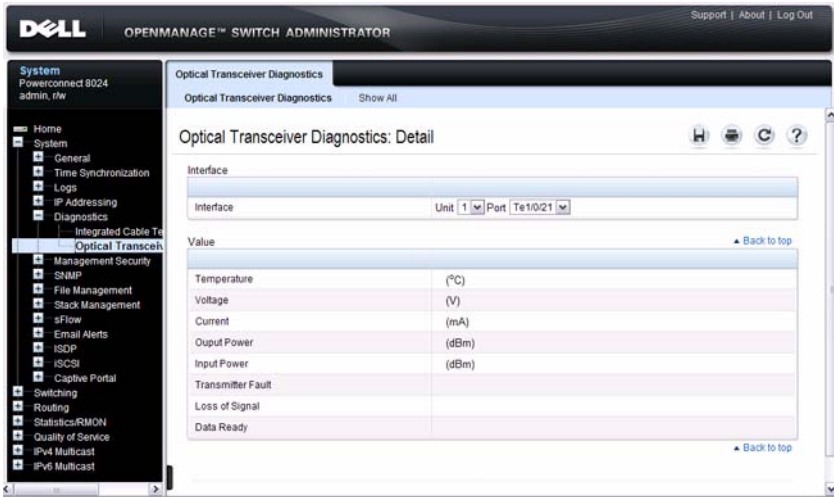 Support | About | Log Out
DELL
OPENMANAGE™ SWITCH ADMINISTRATOR
System
Powerconnect 8024
admin, r/w
Home
System
General
Time Synchronization
Logs
IP Addressing
Diagnostics
Integrated Cable Te
Optical Transceiv
Management Security
SNMP
File Management
Stack Management
sFlow
Email Alerts
ISDP
iSCSI
Captive Portal
Switching
Routing
Statistics/RMON
Quality of Service
IPv4 Multicast
IPv6 Multicast
Optical Transceiver Diagnostics
Optical Transceiver Diagnostics Show All
Optical Transceiver Diagnostics: Detail
Interface
Interface Unit 1 Port Te1/0/21
Value Back to top
Temperature (°C)
Voltage (V)
Current (mA)
Ouput Power (dBm)
Input Power (dBm)
Transmitter Fault
Loss of Signal
Data Ready
Back to top